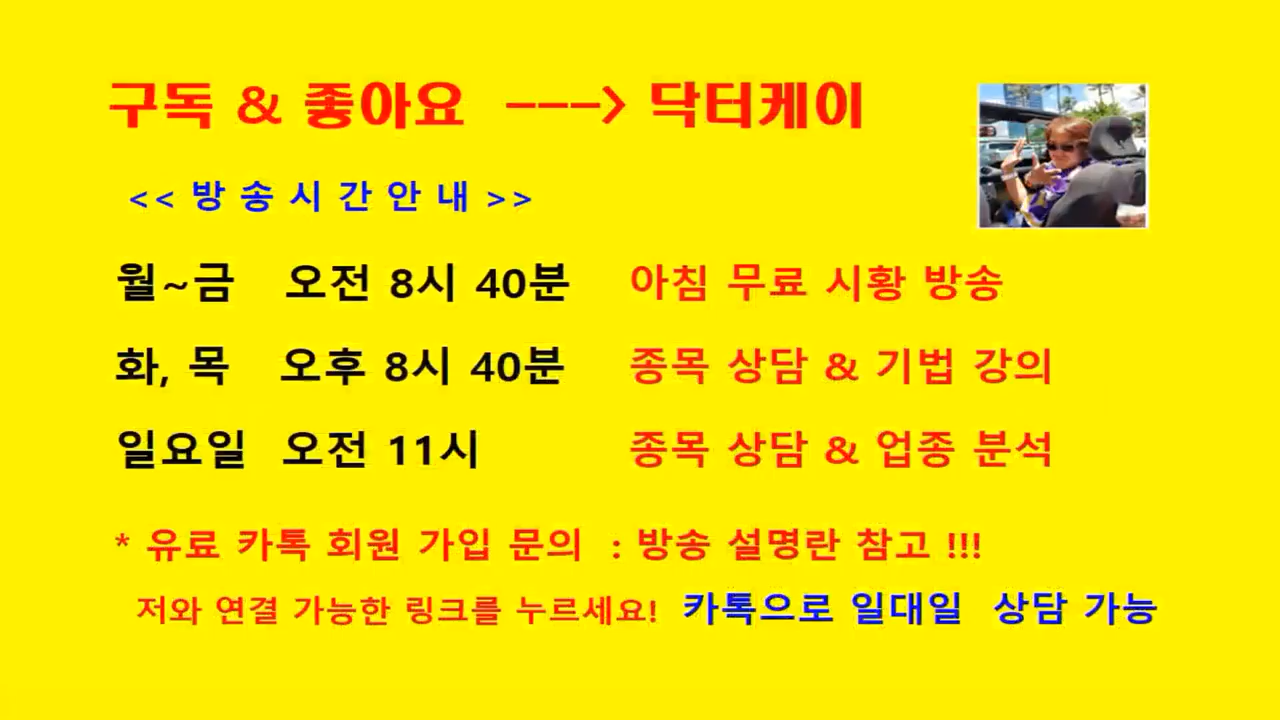 구독 & 좋아요 ---> 닥터케이
<< 방 송 시 간 안 내 >>
월~금 오전 8시 40분 아침 무료 시황 방송
화, 목 오후 8시 40분 종목 상담 & 기법 강의
일요일 오전 11시 종목 상담 & 업종 분석
* 유료 카톡 회원 가입 문의 : 방송 설명란 참고 !!!
저와 연결 가능한 링크를 누르세요! 카톡으로 일대일 상담 가능